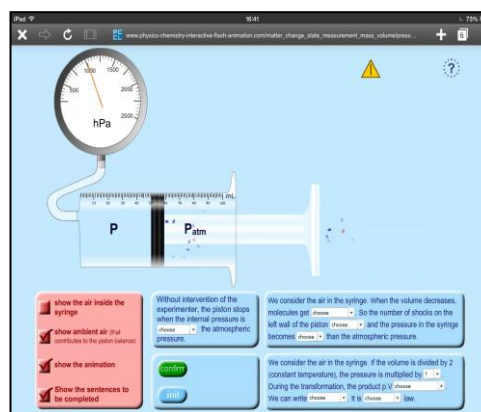 iPad
16:41
73%
www.physics-chemistry-interactive-flash-animation.com/matter_change_state_measurement_mass_volume/press...
6
500
1000
1500
2000
2500
hPa
?
mL
P
Patm
show the air inside the
syringe
show ambient air (that
contributes to the piston balance)
show the animation
Show the sentences to
be completed
Without intervention of the
experimenter, the piston stops
when the internal pressure is
choose the atmospheric
pressure.
confirm
init
We consider the air in the syringe. When the volume decreases,
molecules get choose . So the number of shocks on the
left wall of the piston choose and the pressure in the syringe
becomes choose than the atmospheric pressure.
We consider the air in the syringe. If the volume is divided by 2
(constant temperature), the pressure is multiplied by ? .
During the transformation, the product p.V choose .
We can write choose . It is choose law.